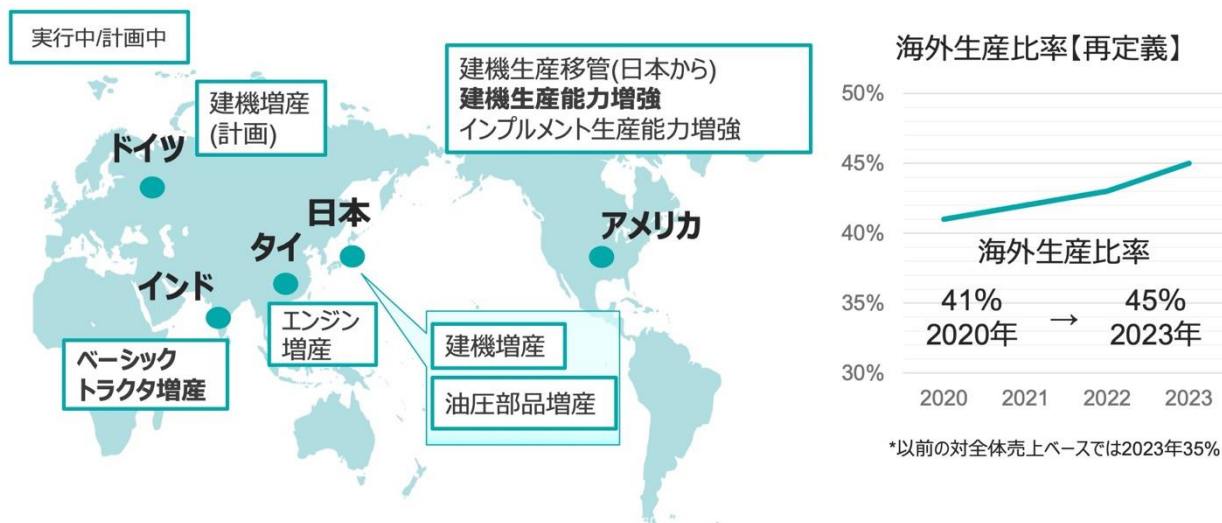 実行中/計画中
建機増産
(計画)
ドイツ
建機生産移管(日本から)
建機生産能力増強
インプルメント生産能力増強
日本
アメリカ
タイ
インド
エンジン
増産
ベーシック
トラクタ増産
建機増産
油圧部品増産
海外生産比率【再定義】
50%
45%
40%
35%
30%
海外生産比率
41%
2020年
→
45%
2023年
2020 2021 2022 2023
*以前の対全体売上ベースでは2023年35%